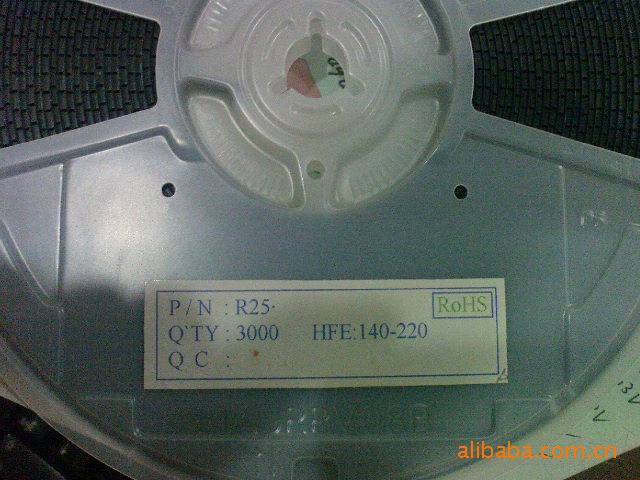 P/N : R25·
RoHS
Q`TY : 3000 HFE:140-220
Q C :
alibaba.com.cn